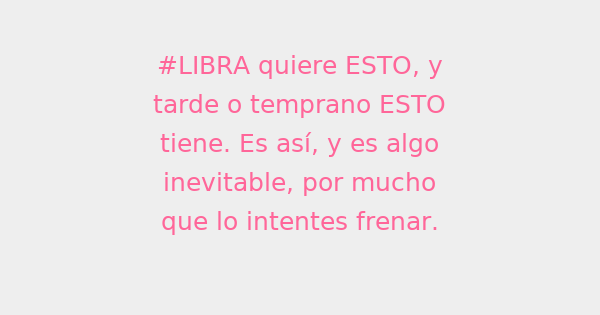 #LIBRA quiere ESTO, y
tarde o temprano ESTO
tiene. Es así, y es algo
inevitable, por mucho
que lo intentes frenar.